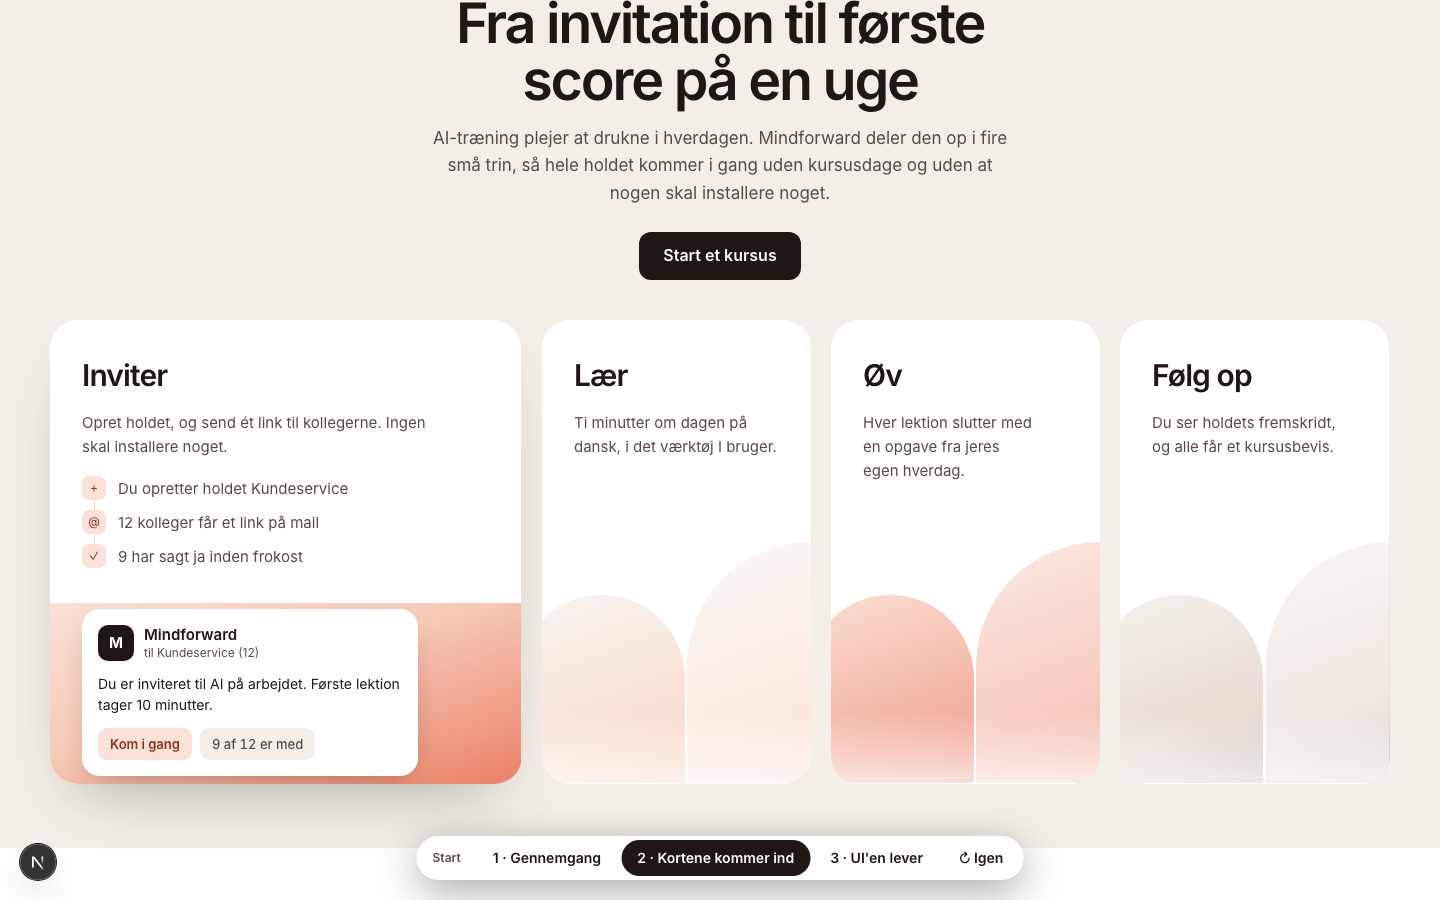 Fra invitation til første
score på en uge
AI-træning plejer at drukne i hverdagen. Mindforward deler den op i fire
små trin, så hele holdet kommer i gang uden kursusdage og uden at
nogen skal installere noget.
Start et kursus
Inviter
Opret holdet, og send ét link til kollegerne. Ingen
skal installere noget.
+ Du opretter holdet Kundeservice
@ 12 kolleger får et link på mail
✓ 9 har sagt ja inden frokost
M
Mindforward
til Kundeservice (12)
Du er inviteret til AI på arbejdet. Første lektion
tager 10 minutter.
Kom i gang
9 af 12 er med
Lær
Ti minutter om dagen på
dansk, i det værktøj I bruger.
Øv
Hver lektion slutter med
en opgave fra jeres
egen hverdag.
Følg op
Du ser holdets fremskridt,
og alle får et kursusbevis.
N
Start
1 · Gennemgang
2 · Kortene kommer ind
3 · UI'en lever
↻ Igen